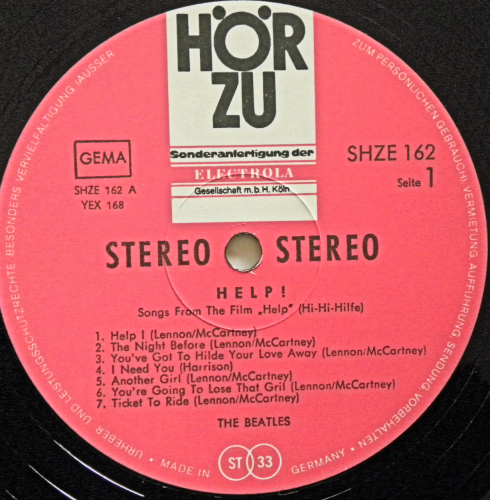 HÖR
ZU
Sonderanfertigung der
ELECTROLA
Gesellschaft m.b.H. Köln
GEMA
SHZE 162 A
YEX 168
SHZE 162
Seite 1
STEREO STEREO
HELP!
Songs From The Film „Help" (Hi-Hi-Hilfe)
1. Help I (Lennon/McCartney)
2. The Night Before (Lennon/McCartney)
3. You've Got To Hilde Your Love Away (Lennon/McCartney)
4. I Need You (Harrison)
5. Another Girl (Lennon/McCartney)
6. You're Going To Lose That Gril (Lennon/McCartney)
7. Ticket To Ride (Lennon/McCartney)
THE BEATLES
ST 33
MADE IN GERMANY • URHEBER UND LEISTUNGSSCHUTZRECHTE, BESONDERS VERVIELFÄLTIGUNG (AUSSER ZUM PERSÖNLICHEN GEBRAUCH) VERMIETUNG, AUFFÜHRUNG, SENDUNG VORBEHALTEN •